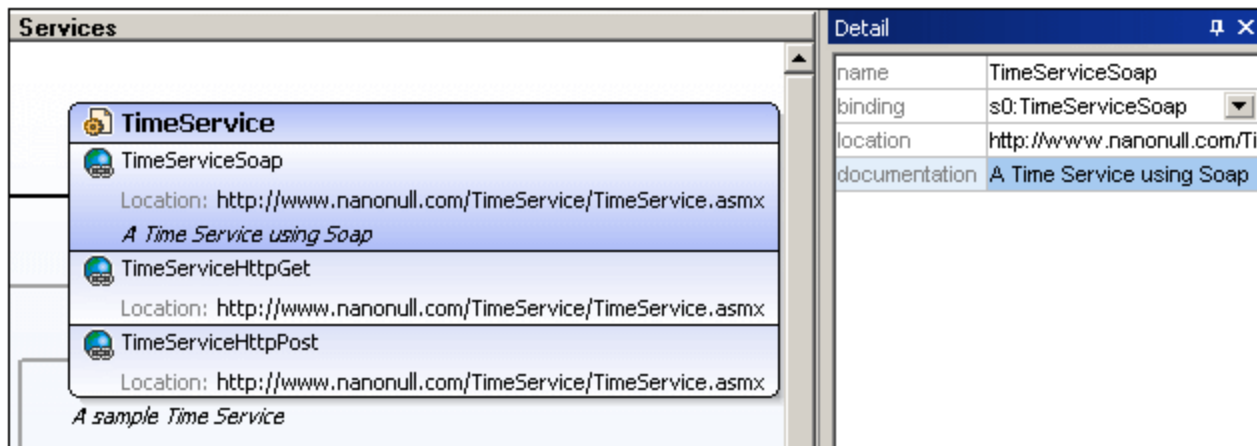 Services
TimeService
TimeServiceSoap
Location: http://www.nanonull.com/TimeService/TimeService.asmx
A Time Service using Soap
TimeServiceHttpGet
Location: http://www.nanonull.com/TimeService/TimeService.asmx
TimeServiceHttpPost
Location: http://www.nanonull.com/TimeService/TimeService.asmx
A sample Time Service
Detail
name TimeServiceSoap
binding s0:TimeServiceSoap
location http://www.nanonull.com/Ti
documentation A Time Service using Soap